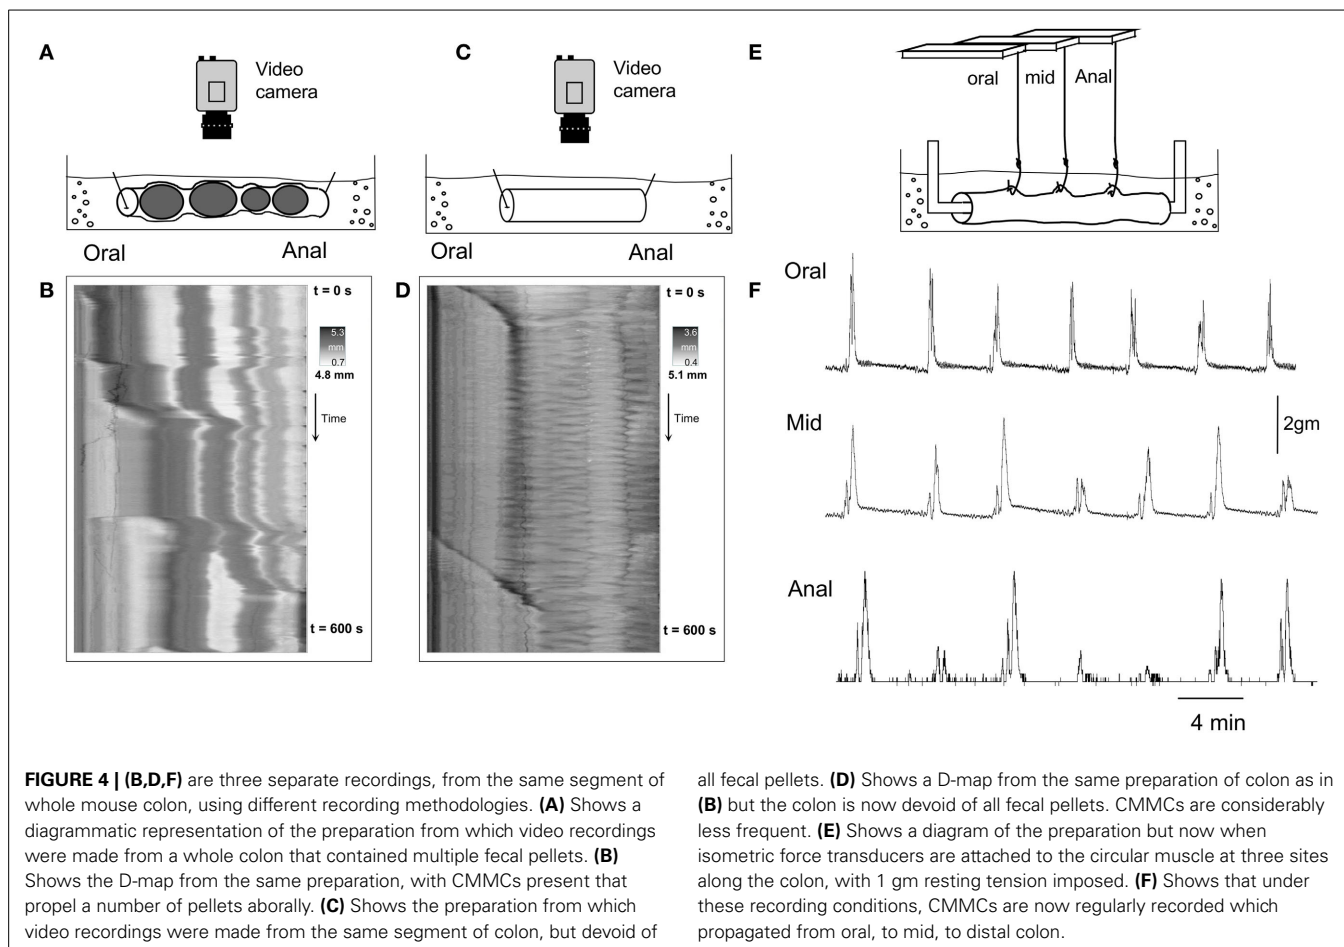 A
Video
camera
Oral
Anal
C
Video
camera
Oral
Anal
E
oral
mid
Anal
B
t = 0 s
5.3
mm
0.7
4.8 mm
Time
t = 600 s
D
t = 0 s
3.6
mm
0.4
5.1 mm
Time
t = 600 s
F
Oral
Mid
2gm
Anal
4 min
FIGURE 4 | (B,D,F) are three separate recordings, from the same segment of
whole mouse colon, using different recording methodologies. (A) Shows a
diagrammatic representation of the preparation from which video recordings
were made from a whole colon that contained multiple fecal pellets. (B)
Shows the D-map from the same preparation, with CMMCs present that
propel a number of pellets aborally. (C) Shows the preparation from which
video recordings were made from the same segment of colon, but devoid of
all fecal pellets. (D) Shows a D-map from the same preparation of colon as in
(B) but the colon is now devoid of all fecal pellets. CMMCs are considerably
less frequent. (E) Shows a diagram of the preparation but now when
isometric force transducers are attached to the circular muscle at three sites
along the colon, with 1 gm resting tension imposed. (F) Shows that under
these recording conditions, CMMCs are now regularly recorded which
propagated from oral, to mid, to distal colon.